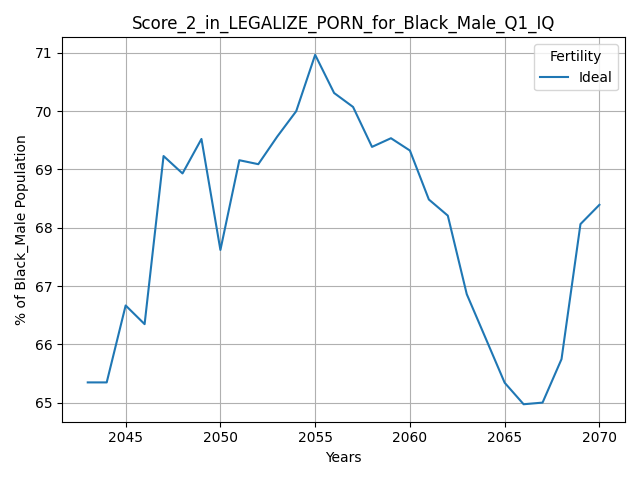 Score_2_in_LEGALIZE_PORN_for_Black_Male_Q1_IQ
Fertility
Ideal
% of Black_Male Population
71
70
69
68
67
66
65
2045
2050
2055
2060
2065
2070
Years